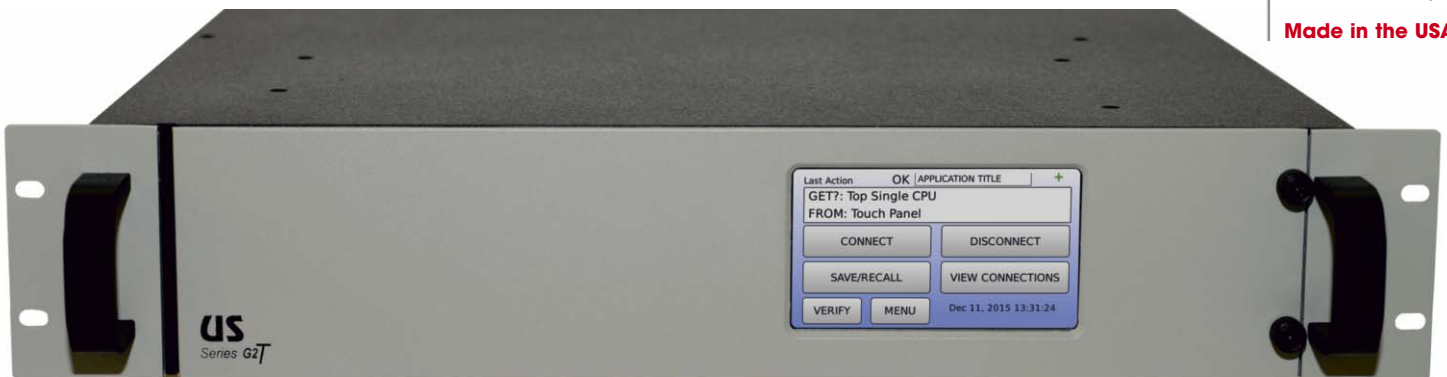 Made in the USA
Last Action OK APPLICATION TITLE +
GET?: Top Single CPU
FROM: Touch Panel
CONNECT DISCONNECT
SAVE/RECALL VIEW CONNECTIONS
VERIFY MENU Dec 11, 2015 13:31:24
US
Series G2T